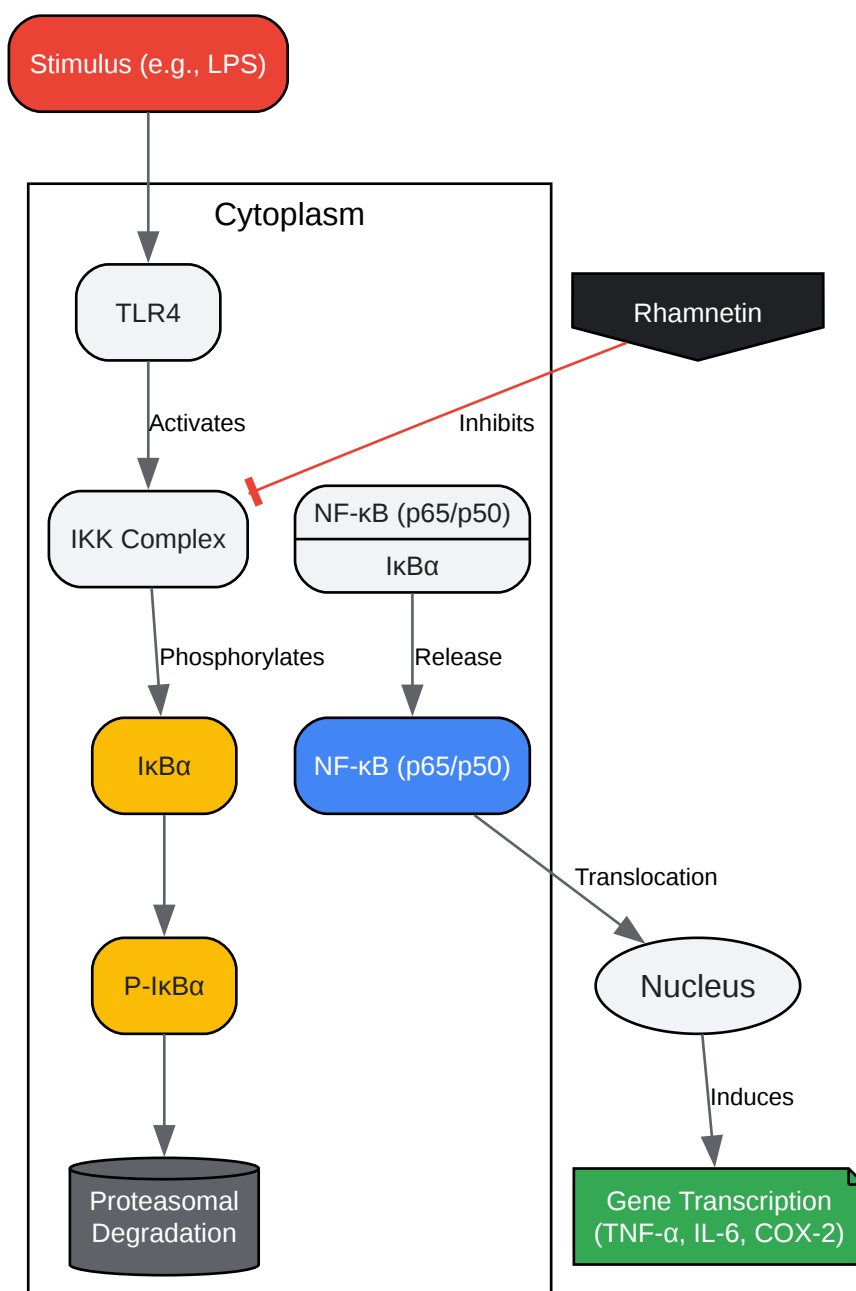 Stimulus (e.g., LPS)
Cytoplasm
TLR4
Rhamnetin
Activates
Inhibits
IKK Complex
NF-κB (p65/p50)
IκBα
Phosphorylates
Release
IκBα
NF-κB (p65/p50)
Translocation
P-IκBα
Nucleus
Induces
Proteasomal
Degradation
Gene Transcription
(TNF-α, IL-6, COX-2)